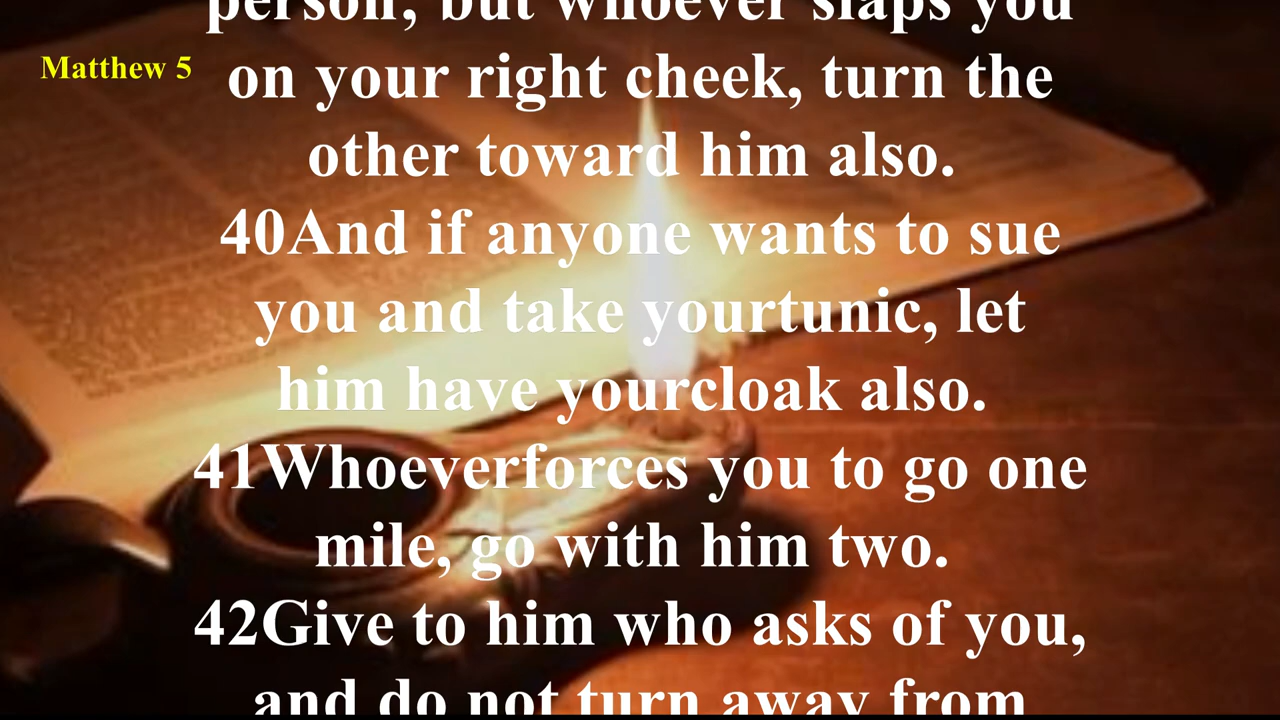 person; but whoever slaps you
Matthew 5
on your right cheek, turn the
other toward him also.
40And if anyone wants to sue
you and take yourtunic, let
him have yourcloak also.
41Whoeverforces you to go one
mile, go with him two.
42Give to him who asks of you,
and do not turn away from